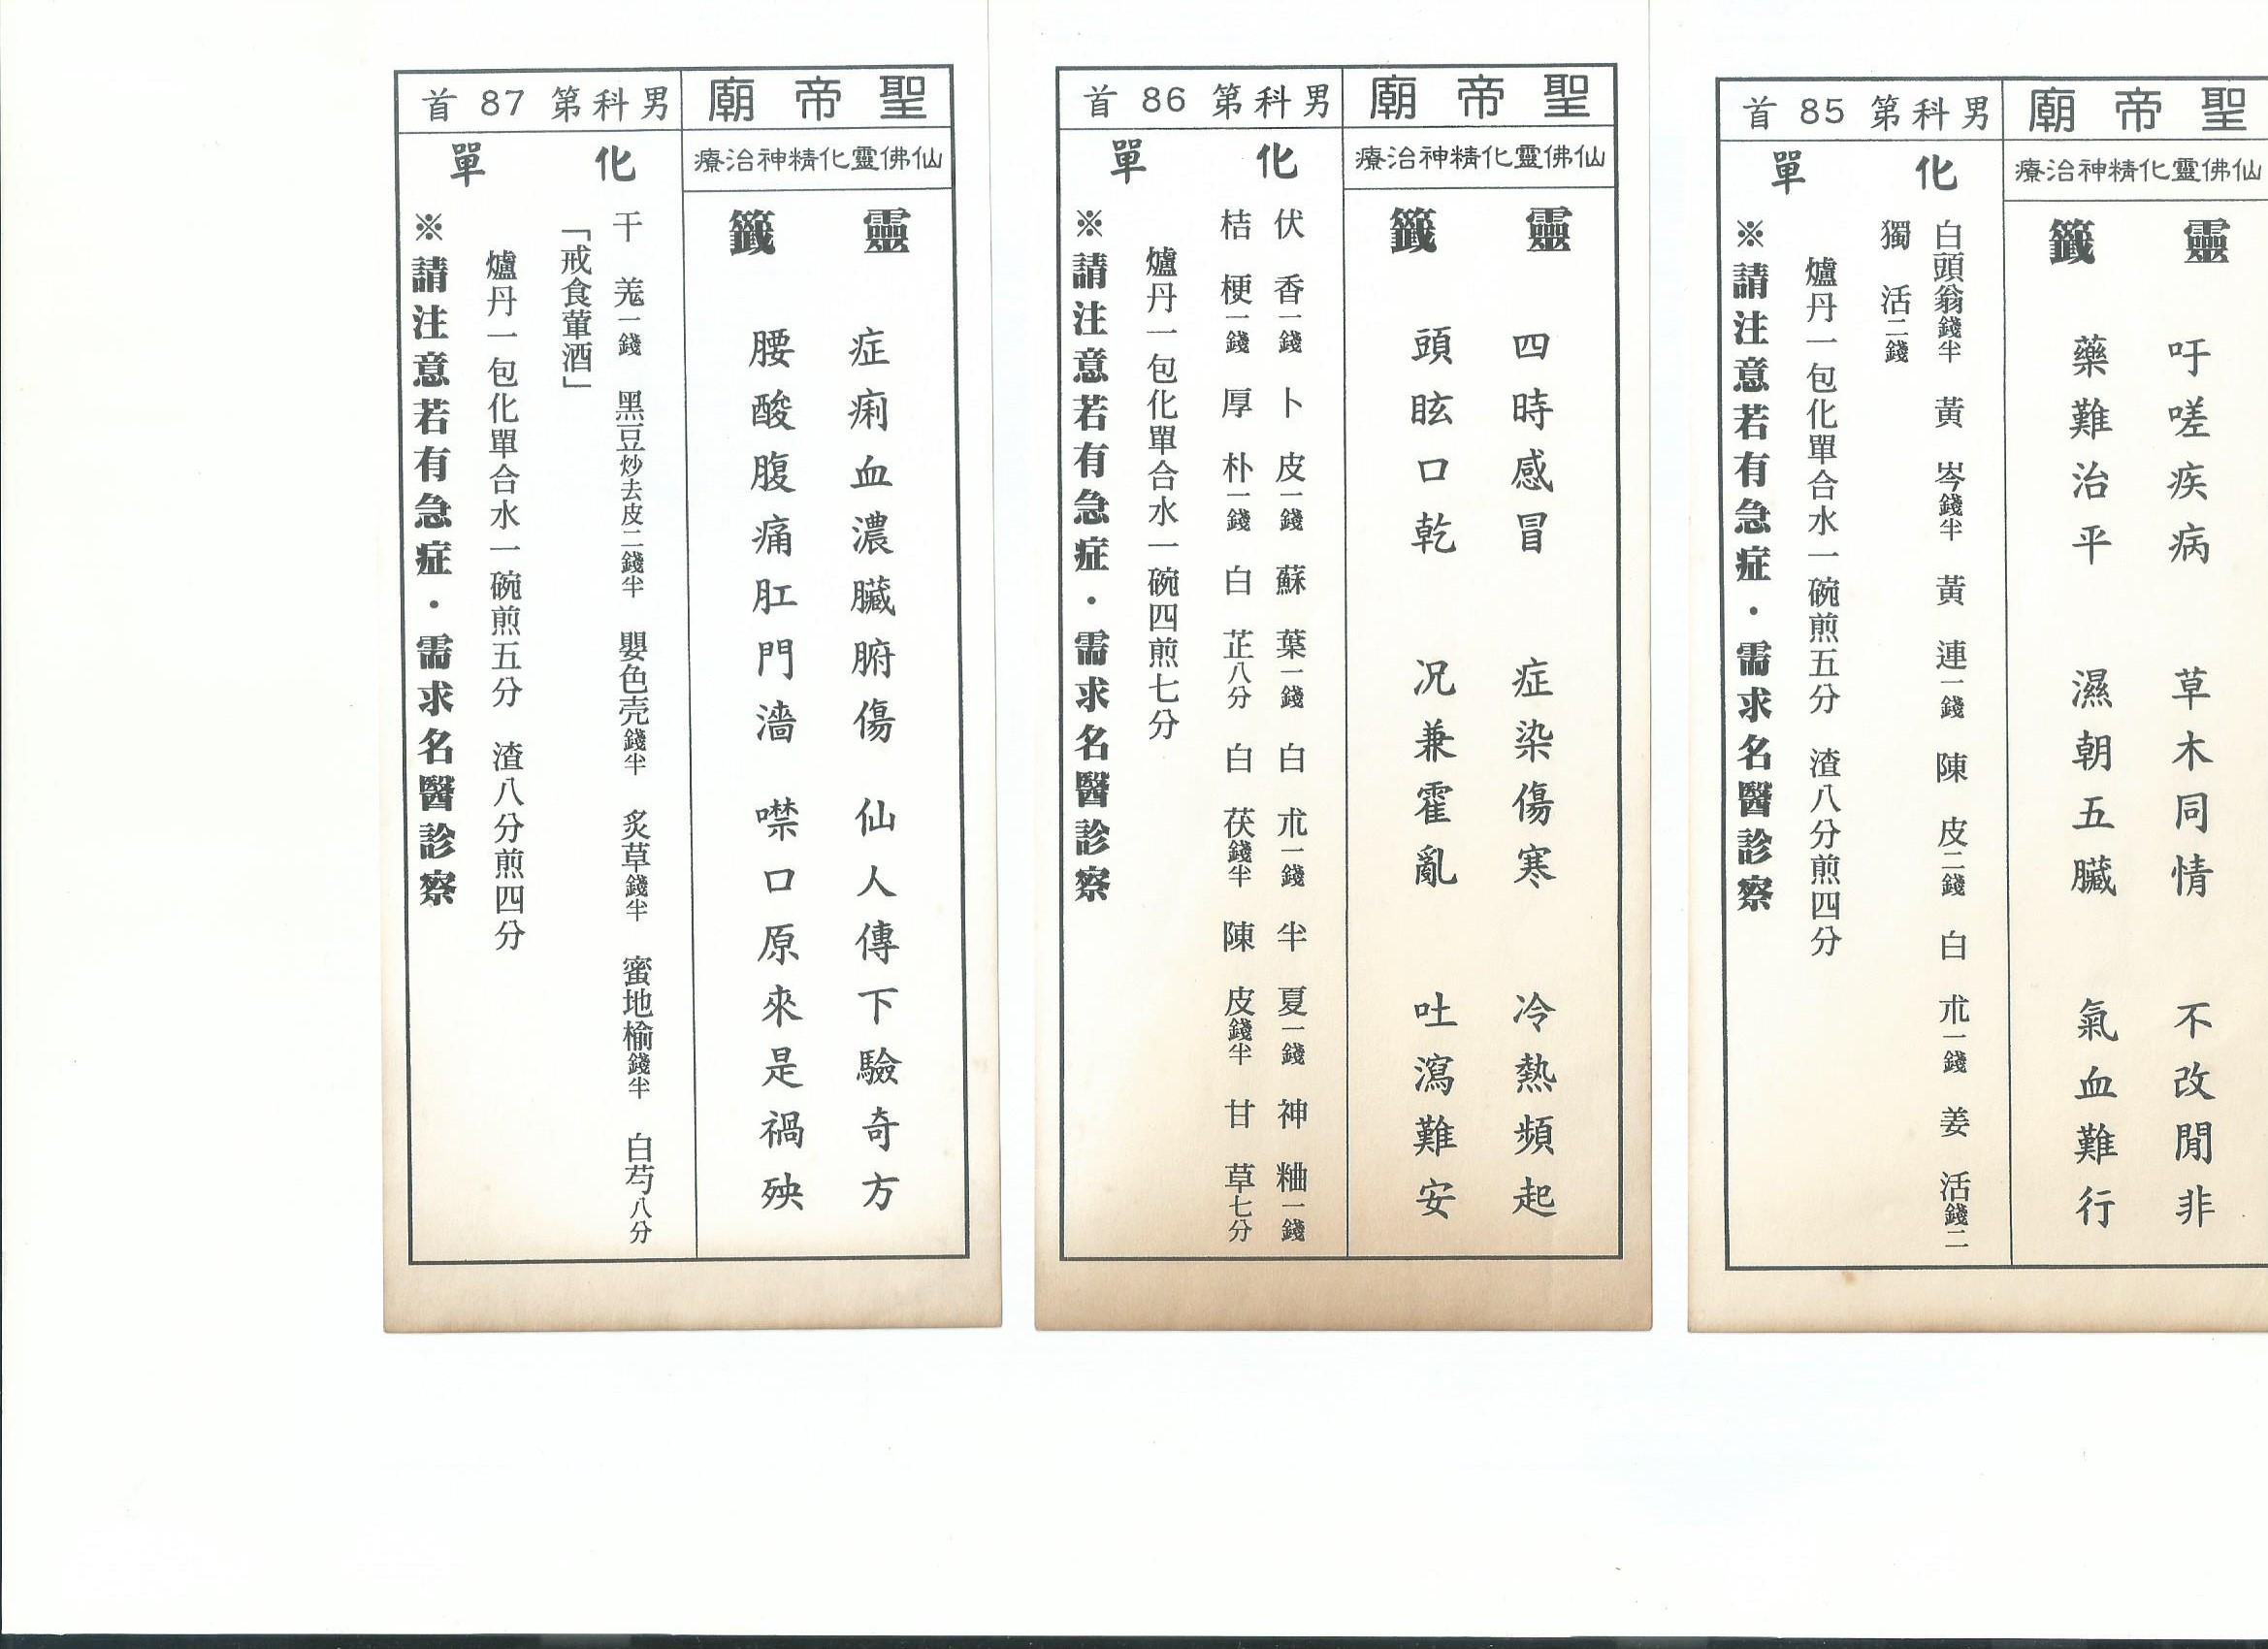 聖帝廟
男科第 85 首
仙佛靈化精神治療
靈籤
吁嗟疾病　草木同情　不改閒非
藥難治平　濕朝五臟　氣血難行
化單
白頭翁錢半　黃岑錢半　黃連一錢　陳皮二錢　白朮一錢　姜活錢二
獨活二錢
爐丹一包化單合水一碗煎五分　渣八分煎四分
※請注意若有急症・需求名醫診察
聖帝廟
男科第 86 首
仙佛靈化精神治療
靈籤
四時感冒　症染傷寒　冷熱頻起
頭眩口乾　況兼霍亂　吐瀉難安
化單
伏香一錢　卜皮一錢　蘇葉一錢　白朮一錢　半夏一錢　神粬一錢
桔梗一錢　厚朴一錢　白芷八分　白茯錢半　陳皮錢半　甘草七分
爐丹一包化單合水一碗四煎七分
※請注意若有急症・需求名醫診察
聖帝廟
男科第 87 首
仙佛靈化精神治療
靈籤
症痢血濃臟腑傷　仙人傳下驗奇方
腰酸腹痛肛門濇　噤口原來是禍殃
化單
干羗一錢　黑豆炒去皮二錢半　嬰色壳錢半　炙草錢半　蜜地榆錢半　白芍八分
「戒食葷酒」
爐丹一包化單合水一碗煎五分　渣八分煎四分
※請注意若有急症・需求名醫診察